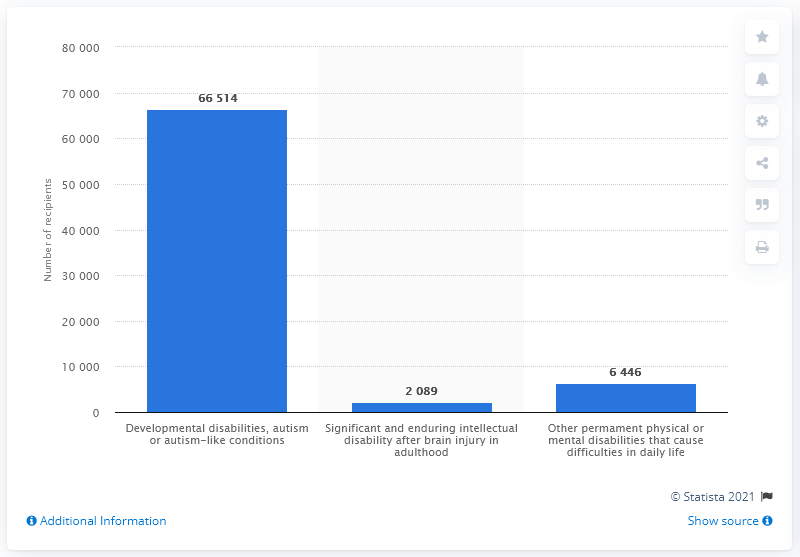 80 000
70 000
60 000
50 000
40 000
30 000
20 000
10 000
0
Number of recipients
66 514
2 089
6 446
Developmental disabilities, autism
or autism-like conditions
Significant and enduring intellectual
disability after brain injury in
adulthood
Other permament physical or
mental disabilities that cause
difficulties in daily life
© Statista 2021
Additional Information
Show source